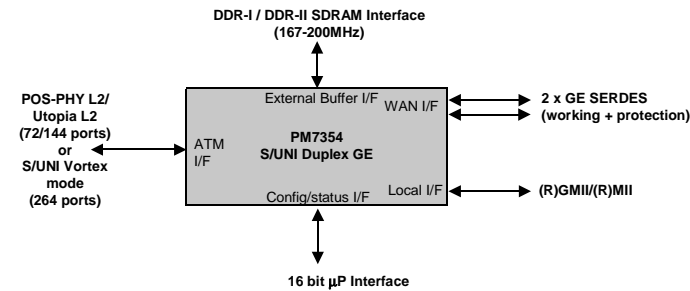 DDR-I / DDR-II SDRAM Interface
(167-200MHz)
External Buffer I/F
WAN I/F
2 x GE SERDES
(working + protection)
POS-PHY L2/
Utopia L2
(72/144 ports)
or
S/UNI Vortex
mode
(264 ports)
ATM
I/F
PM7354
S/UNI Duplex GE
Local I/F
(R)GMII/(R)MII
Config/status I/F
16 bit µP Interface